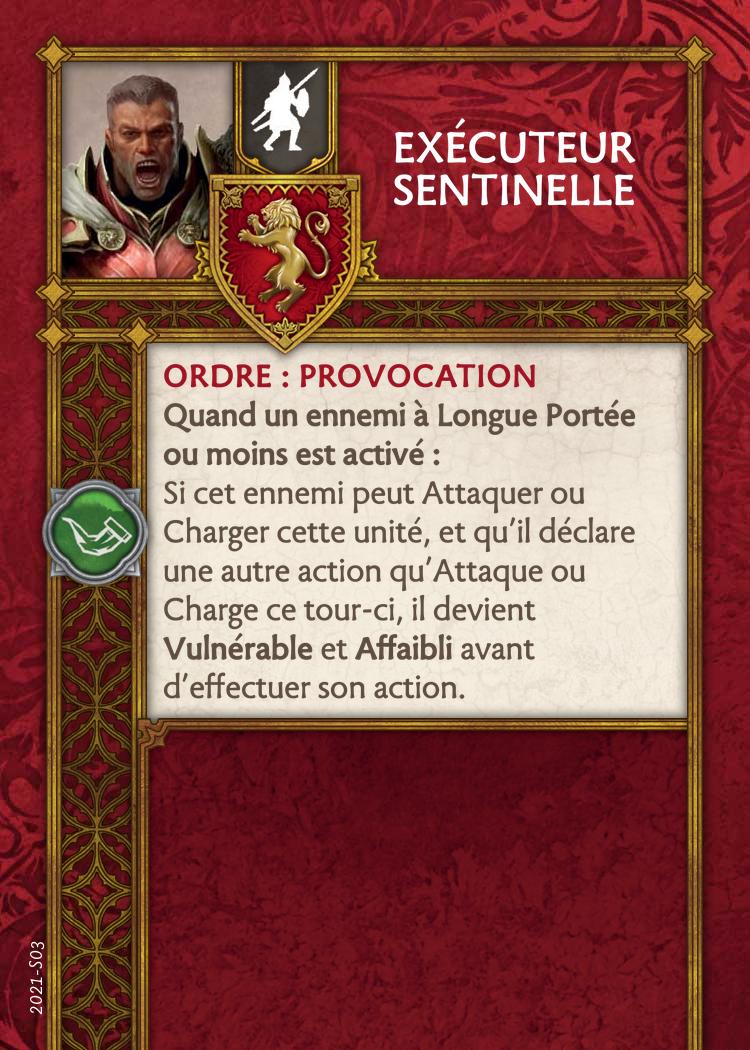 EXÉCUTEUR
SENTINELLE
ORDRE : PROVOCATION
Quand un ennemi à Longue Portée
ou moins est activé :
Si cet ennemi peut Attaquer ou
Charger cette unité, et qu’il déclare
une autre action qu’Attaque ou
Charge ce tour-ci, il devient
Vulnérable et Affaibli avant
d’effectuer son action.
2021-S03